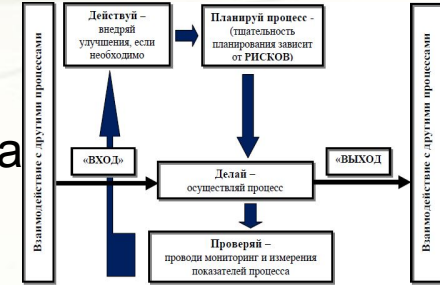 Взаимодействие с другими процессами
Действуй –
внедряй
улучшения, если
необходимо
Планируй процесс -
(тщательность
планирования зависит
от РИСКОВ)
а
«ВХОД»
Делай –
осуществляй процесс
«ВЫХОД
Проверяй –
проводи мониторинг и измерения
показателей процесса
Взаимодействие с другими процессами